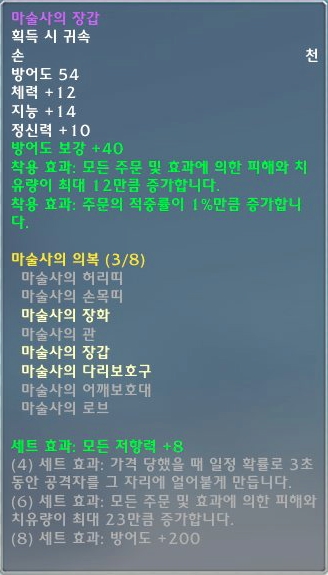 마술사의 장갑
획득 시 귀속
손 천
방어도 54
체력 +12
지능 +14
정신력 +10
방어도 보강 +40
착용 효과: 모든 주문 및 효과에 의한 피해와 치
유량이 최대 12만큼 증가합니다.
착용 효과: 주문의 적중률이 1%만큼 증가합니
다.
마술사의 의복 (3/8)
마술사의 허리띠
마술사의 손목띠
마술사의 장화
마술사의 관
마술사의 장갑
마술사의 다리보호구
마술사의 어깨보호대
마술사의 로브
세트 효과: 모든 저항력 +8
(4) 세트 효과: 가격 당했을 때 일정 확률로 3초
동안 공격자를 그 자리에 얼어붙게 만듭니다.
(6) 세트 효과: 모든 주문 및 효과에 의한 피해와
치유량이 최대 23만큼 증가합니다.
(8) 세트 효과: 방어도 +200